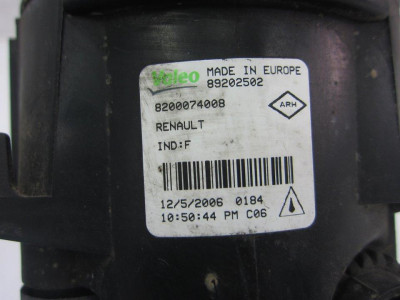 Valeo MADE IN EUROPE
89202502
8200074008
ARH
RENAULT
IND:F
12/5/2006 0184
10:50:44 PM C06